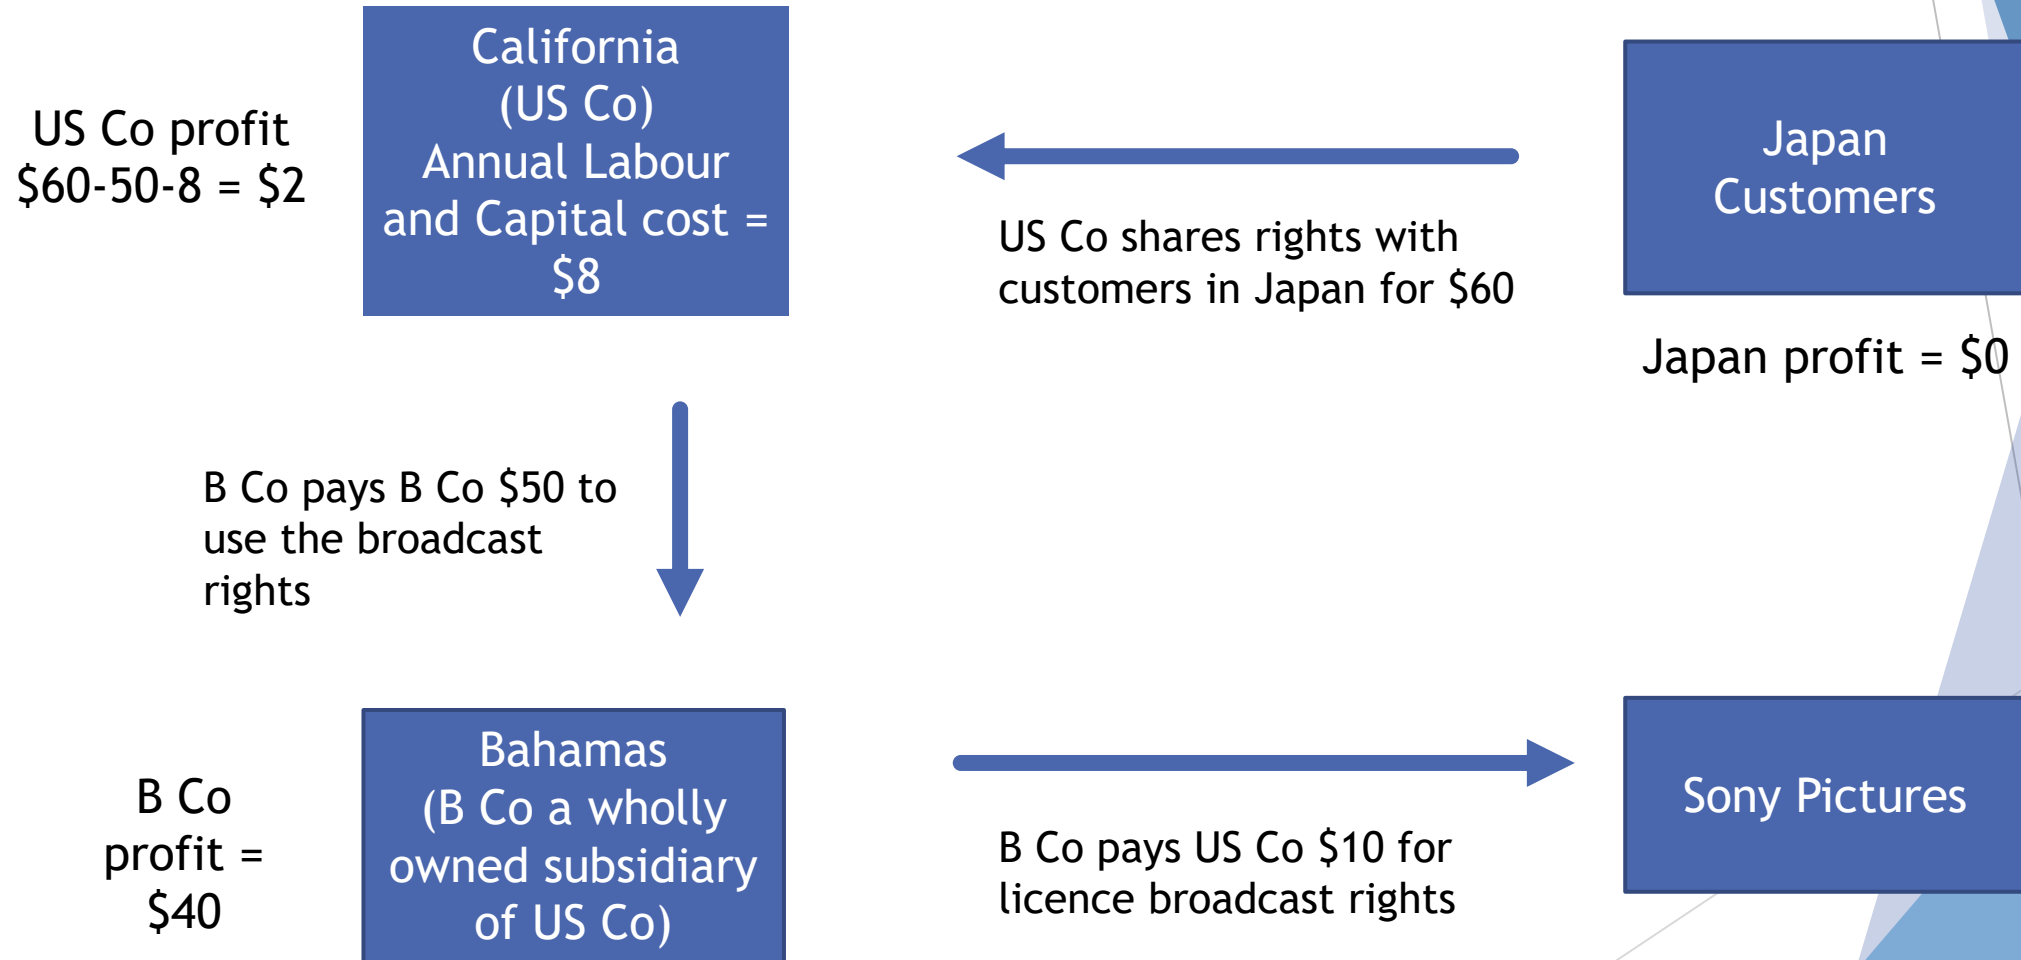 US Co profit
$60-50-8 = $2
California
(US Co)
Annual Labour
and Capital cost =
$8
US Co shares rights with
customers in Japan for $60
Japan
Customers
Japan profit = $0
B Co pays B Co $50 to
use the broadcast
rights
B Co
profit =
$40
Bahamas
(B Co a wholly
owned subsidiary
of US Co)
B Co pays US Co $10 for
licence broadcast rights
Sony Pictures